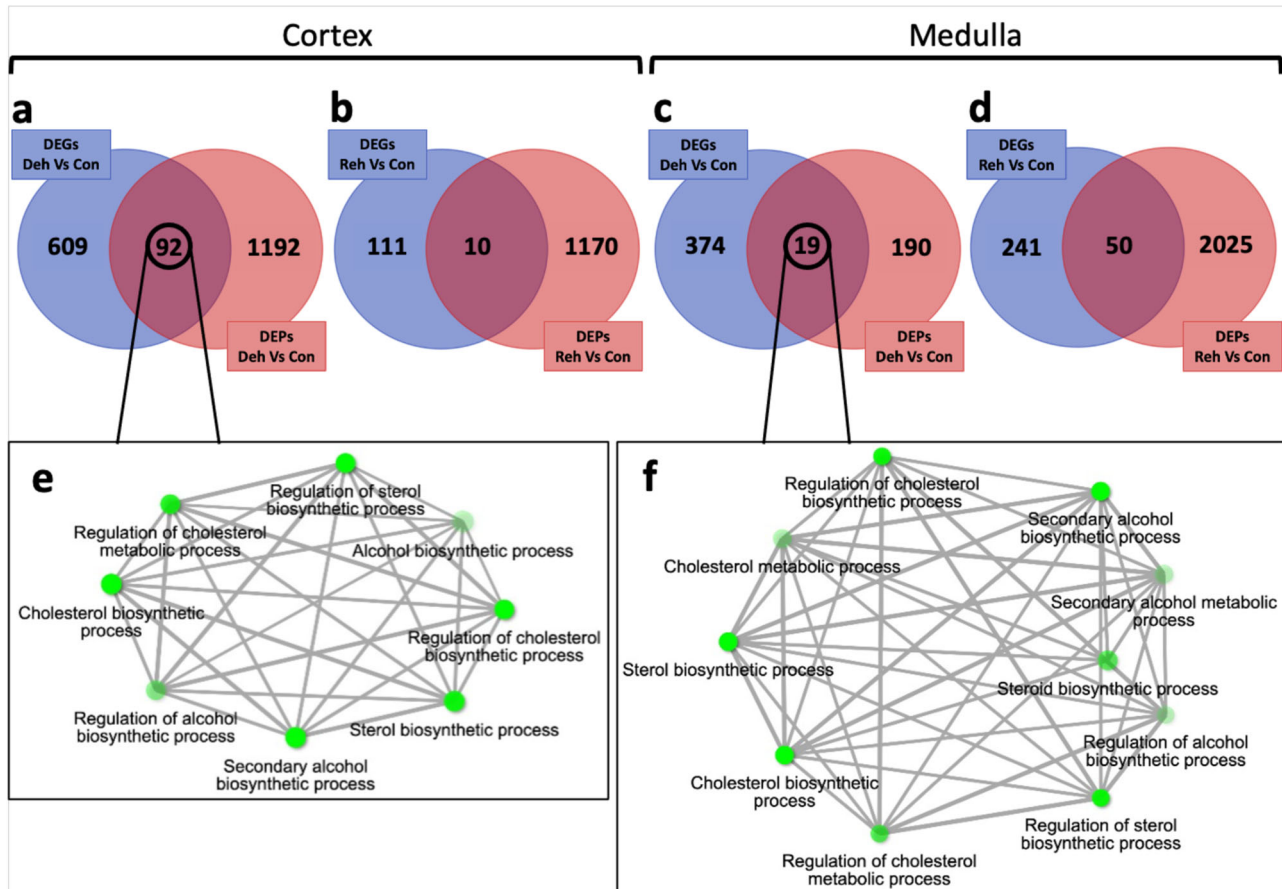 Cortex
Medulla
a
b
c
d
DEGs
Deh Vs Con
DEGs
Reh Vs Con
DEGs
Deh Vs Con
DEGs
Reh Vs Con
609
92
1192
111
10
1170
374
19
190
241
50
2025
DEPs
Deh Vs Con
DEPs
Reh Vs Con
DEPs
Deh Vs Con
DEPs
Reh Vs Con
e
Regulation of sterol
biosynthetic process
Regulation of cholesterol
metabolic process
Alcohol biosynthetic process
Cholesterol biosynthetic
process
Regulation of cholesterol
biosynthetic process
Regulation of alcohol
biosynthetic process
Sterol biosynthetic process
Secondary alcohol
biosynthetic process
f
Regulation of cholesterol
biosynthetic process
Secondary alcohol
biosynthetic process
Cholesterol metabolic process
Secondary alcohol metabolic
process
Sterol biosynthetic process
Steroid biosynthetic process
Regulation of alcohol
biosynthetic process
Cholesterol biosynthetic
process
Regulation of sterol
biosynthetic process
Regulation of cholesterol
metabolic process